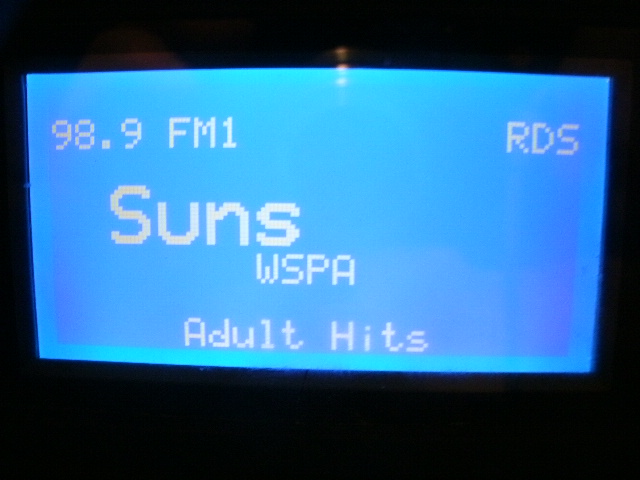 98.9 FM1 RDS
Suns
WSPA
Adult Hits